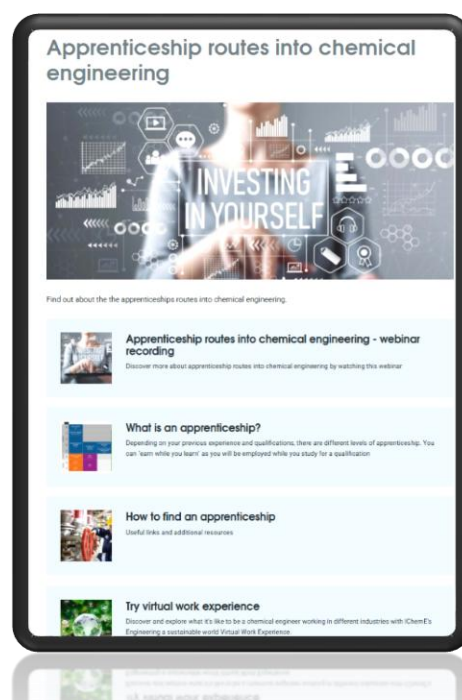 Apprenticeship routes into chemical
engineering
INVESTING
IN YOURSELF
Find out about the the apprenticeships routes into chemical engineering.
Apprenticeship routes into chemical engineering - webinar
recording
Discover more about apprenticeship routes into chemical engineering by watching this webinar
What is an apprenticeship?
Depending on your previous experience and qualifications, there are different levels of apprenticeship. You
can 'earn while you learn' as you will be employed while you study for a qualification
How to find an apprenticeship
Useful links and additional resources
Try virtual work experience
Discover and explore what it's like to be a chemical engineer working in different industries with IChemE's
Engineering a sustainable world Virtual Work Experience.